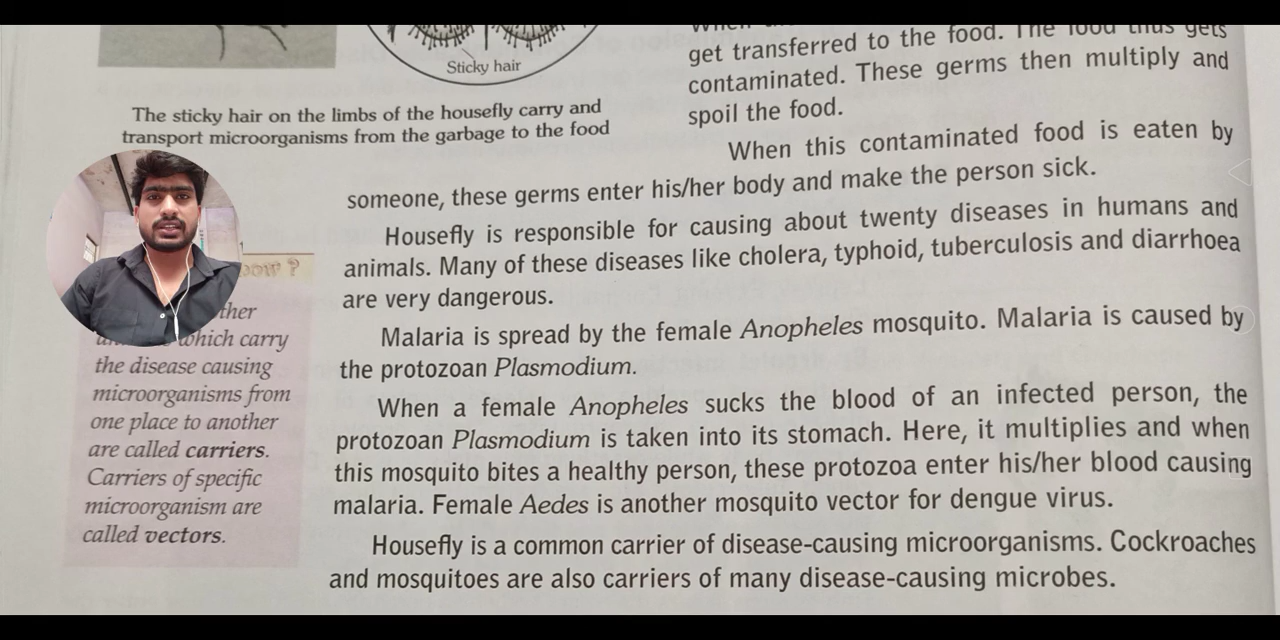 Sticky hair
The sticky hair on the limbs of the housefly carry and
transport microorganisms from the garbage to the food
get transferred to the food. The food thus gets
contaminated. These germs then multiply and
spoil the food.
When this contaminated food is eaten by
someone, these germs enter his/her body and make the person sick.
Housefly is responsible for causing about twenty diseases in humans and
animals. Many of these diseases like cholera, typhoid, tuberculosis and diarrhoea
are very dangerous.
Malaria is spread by the female Anopheles mosquito. Malaria is caused by
the protozoan Plasmodium.
When a female Anopheles sucks the blood of an infected person, the
protozoan Plasmodium is taken into its stomach. Here, it multiplies and when
this mosquito bites a healthy person, these protozoa enter his/her blood causing
malaria. Female Aedes is another mosquito vector for dengue virus.
Housefly is a common carrier of disease-causing microorganisms. Cockroaches
and mosquitoes are also carriers of many disease-causing microbes.
which carry
the disease causing
microorganisms from
one place to another
are called carriers.
Carriers of specific
microorganism are
called vectors.